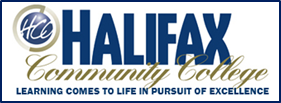 HCC
HALIFAX
Community College
LEARNING COMES TO LIFE IN PURSUIT OF EXCELLENCE